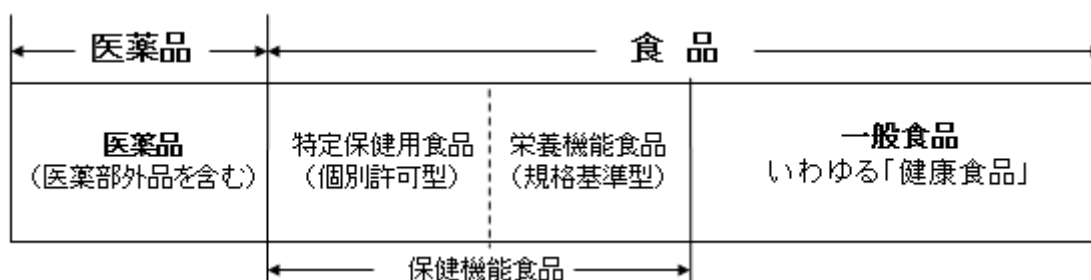 医薬品
食 品
医薬品
(医薬部外品を含む)
特定保健用食品
(個別許可型)
栄養機能食品
(規格基準型)
一般食品
いわゆる「健康食品」
保健機能食品